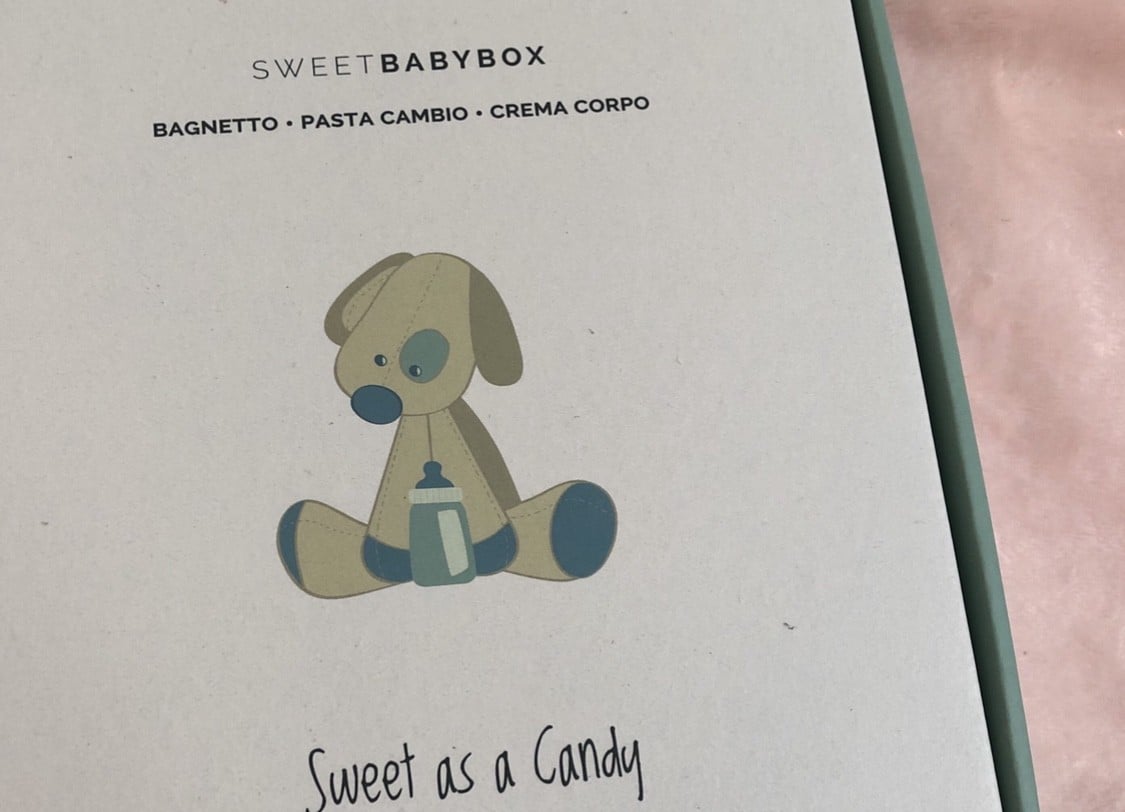 SWEETBABYBOX
BAGNETTO • PASTA CAMBIO • CREMA CORPO
Sweet as a Candy